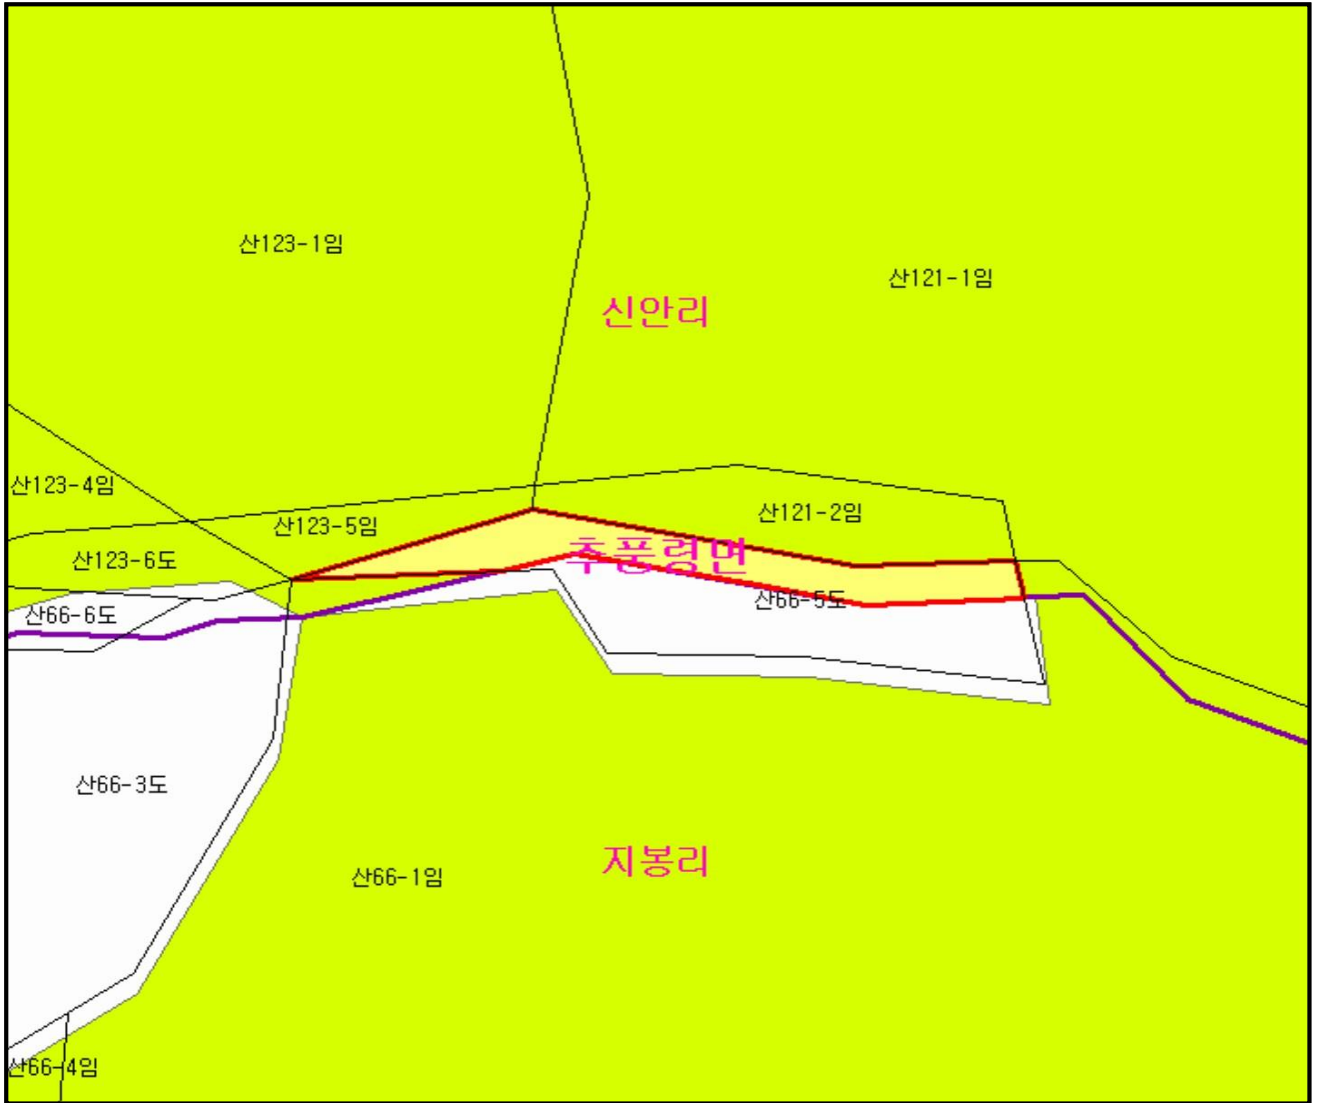 산123-1임
산121-1임
신안리
산123-4임
산121-2임
산123-5임
추풍령면
산123-6도
산66-5도
산66-6도
산66-3도
지봉리
산66-1임
산66-4임